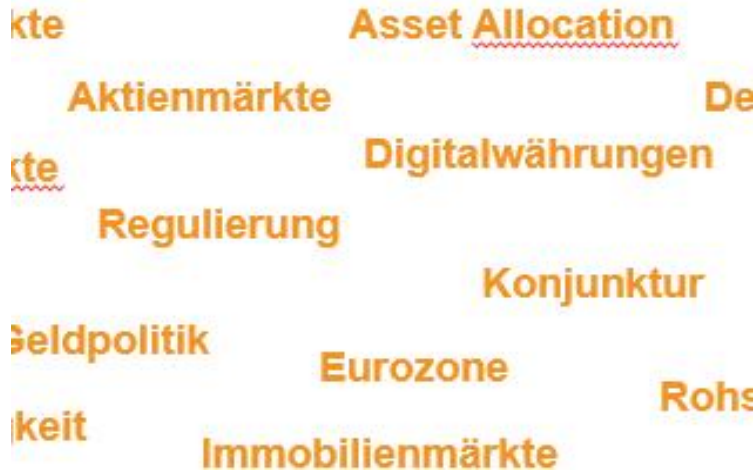 kte Asset Allocation
Aktienmärkte De
kte Digitalwährungen
Regulierung
Konjunktur
Geldpolitik
Eurozone
Rohs
keit
Immobilienmärkte